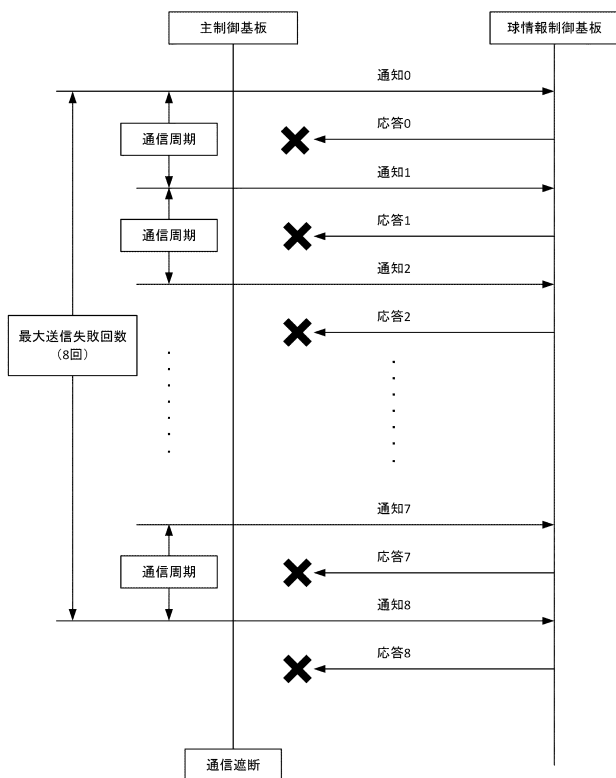 主制御基板
球情報制御基板
通知0
応答0
通信周期
通知1
応答1
通信周期
通知2
応答2
最大送信失敗回数
（8回）
通知7
応答7
通信周期
通知8
応答8
通信遮断